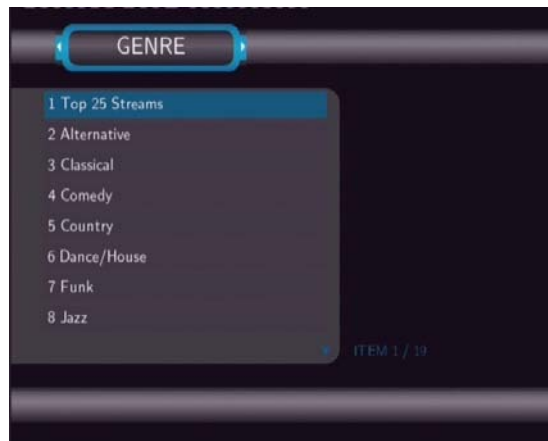 GENRE
1 Top 25 Streams
2 Alternative
3 Classical
4 Comedy
5 Country
6 Dance/House
7 Funk
8 Jazz
ITEM 1 / 19